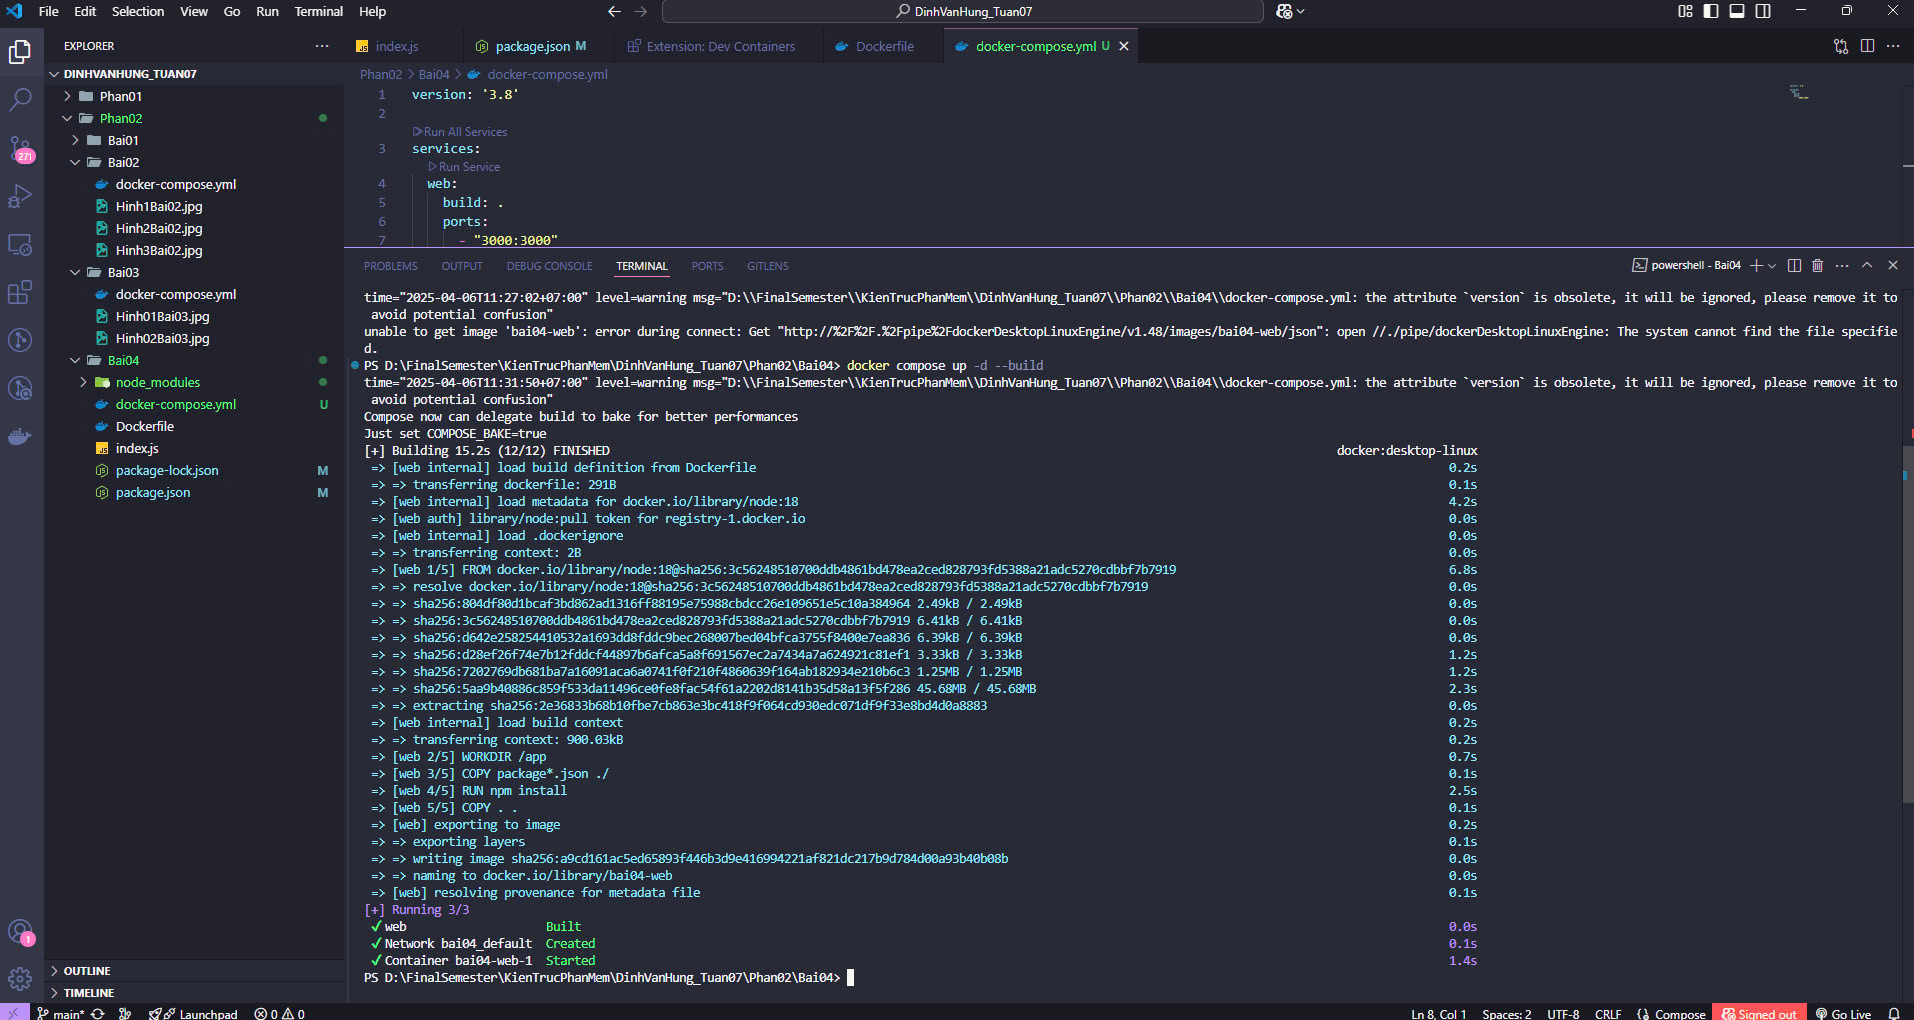 File Edit Selection View Go Run Terminal Help
DinhVanHung_Tuan07
EXPLORER
index.js
package.json M
Extension: Dev Containers
Dockerfile
docker-compose.yml U
DINHVANHUNG_TUAN07
Phan01
Phan02
Bai01
Bai02
docker-compose.yml
Hinh1Bai02.jpg
Hinh2Bai02.jpg
Hinh3Bai02.jpg
Bai03
docker-compose.yml
Hinh01Bai03.jpg
Hinh02Bai03.jpg
Bai04
node_modules
docker-compose.yml U
Dockerfile
index.js
package-lock.json M
package.json M
OUTLINE
TIMELINE
271
1
Phan02 > Bai04 > docker-compose.yml
1 version: '3.8'
2
Run All Services
3 services:
Run Service
4 web:
5 build: .
6 ports:
7 - "3000:3000"
PROBLEMS OUTPUT DEBUG CONSOLE TERMINAL PORTS GITLENS
powershell - Bai04
time="2025-04-06T11:27:02+07:00" level=warning msg="D:\\FinalSemester\\KienTrucPhanMem\\DinhVanHung_Tuan07\\Phan02\\Bai04\\docker-compose.yml: the attribute `version` is obsolete, it will be ignored, please remove it to
avoid potential confusion"
unable to get image 'bai04-web': error during connect: Get "http://%2F%2F.%2Fpipe%2FdockerDesktopLinuxEngine/v1.48/images/bai04-web/json": open //./pipe/dockerDesktopLinuxEngine: The system cannot find the file specifie
d.
PS D:\FinalSemester\KienTrucPhanMem\DinhVanHung_Tuan07\Phan02\Bai04> docker compose up -d --build
time="2025-04-06T11:31:50+07:00" level=warning msg="D:\\FinalSemester\\KienTrucPhanMem\\DinhVanHung_Tuan07\\Phan02\\Bai04\\docker-compose.yml: the attribute `version` is obsolete, it will be ignored, please remove it to
avoid potential confusion"
Compose now can delegate build to bake for better performances
Just set COMPOSE_BAKE=true
[+] Building 15.2s (12/12) FINISHED docker:desktop-linux
=> [web internal] load build definition from Dockerfile 0.2s
=> => transferring dockerfile: 291B 0.1s
=> [web internal] load metadata for docker.io/library/node:18 4.2s
=> [web auth] library/node:pull token for registry-1.docker.io 0.0s
=> [web internal] load .dockerignore 0.0s
=> => transferring context: 2B 0.0s
=> [web 1/5] FROM docker.io/library/node:18@sha256:3c56248510700ddb4861bd478ea2ced828793fd5388a21adc5270cdbbf7b7919 6.8s
=> => resolve docker.io/library/node:18@sha256:3c56248510700ddb4861bd478ea2ced828793fd5388a21adc5270cdbbf7b7919 0.0s
=> => sha256:804df80d1bcaf3bd862ad1316ff88195e75988cbdcc26e109651e5c10a384964 2.49kB / 2.49kB 0.0s
=> => sha256:3c56248510700ddb4861bd478ea2ced828793fd5388a21adc5270cdbbf7b7919 6.41kB / 6.41kB 0.0s
=> => sha256:d642e258254410532a1693dd8fddc9bec268007bed04bfca3755f8400e7ea836 6.39kB / 6.39kB 0.0s
=> => sha256:d28ef26f74e7b12fddcf44897b6afca5a8f691567ec2a7434a7a624921c81ef1 3.33kB / 3.33kB 1.2s
=> => sha256:7202769db681ba7a16091aca6a0741f0f210f4860639f164ab182934e210b6c3 1.25MB / 1.25MB 1.2s
=> => sha256:5aa9b40886c859f533da11496ce0fe8fac54f61a2202d8141b35d58a13f5f286 45.68MB / 45.68MB 2.3s
=> => extracting sha256:2e36833b68b10fbe7cb863e3bc418f9f064cd930edc071df9f33e8bd4d0a8883 0.0s
=> [web internal] load build context 0.2s
=> => transferring context: 900.03kB 0.2s
=> [web 2/5] WORKDIR /app 0.7s
=> [web 3/5] COPY package*.json ./ 0.1s
=> [web 4/5] RUN npm install 2.5s
=> [web 5/5] COPY . . 0.1s
=> [web] exporting to image 0.2s
=> => exporting layers 0.1s
=> => writing image sha256:a9cd161ac5ed65893f446b3d9e416994221af821dc217b9d784d00a93b40b08b 0.0s
=> => naming to docker.io/library/bai04-web 0.0s
=> [web] resolving provenance for metadata file 0.1s
[+] Running 3/3
✔ web Built 0.0s
✔ Network bai04_default Created 0.1s
✔ Container bai04-web-1 Started 1.4s
PS D:\FinalSemester\KienTrucPhanMem\DinhVanHung_Tuan07\Phan02\Bai04>
main* Launchpad 0 0 Ln 8, Col 1 Spaces: 2 UTF-8 CRLF {} Compose Signed out Go Live